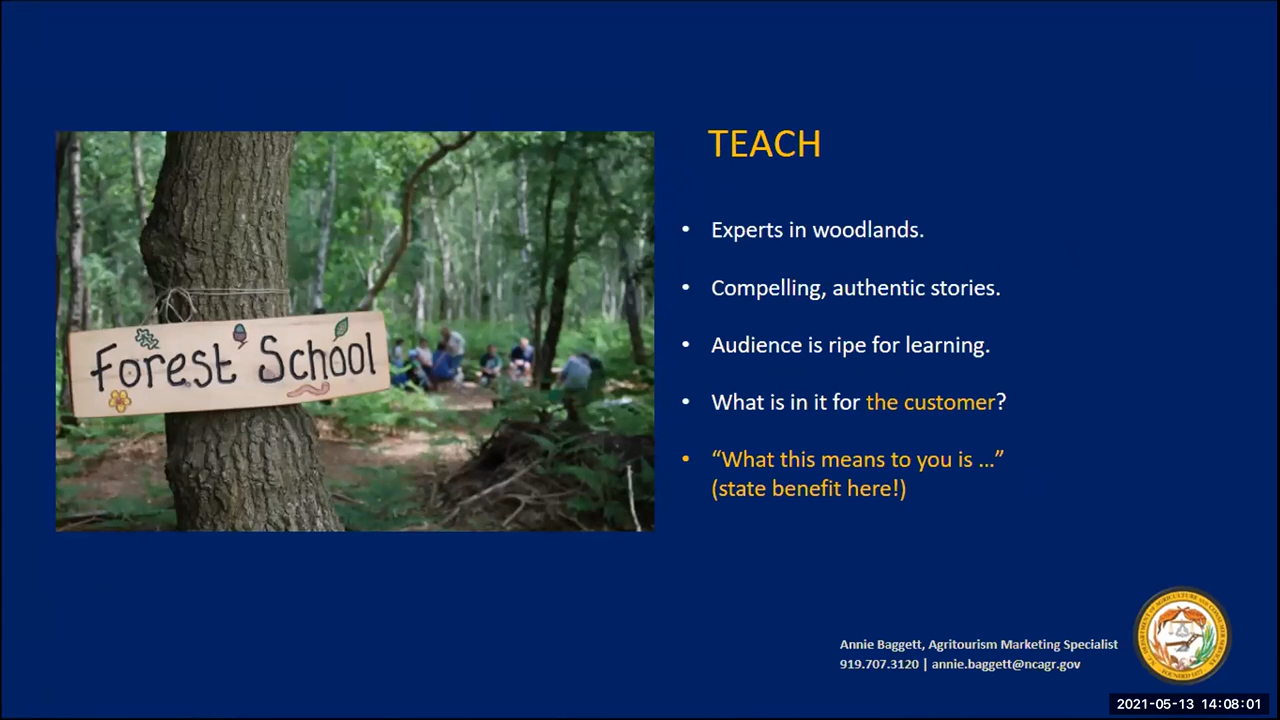 TEACH
Forest School
• Experts in woodlands.
• Compelling, authentic stories.
• Audience is ripe for learning.
• What is in it for the customer?
• “What this means to you is ...”
(state benefit here!)
Annie Baggett, Agritourism Marketing Specialist
919.707.3120 | annie.baggett@ncagr.gov
2021-05-13 14:08:01